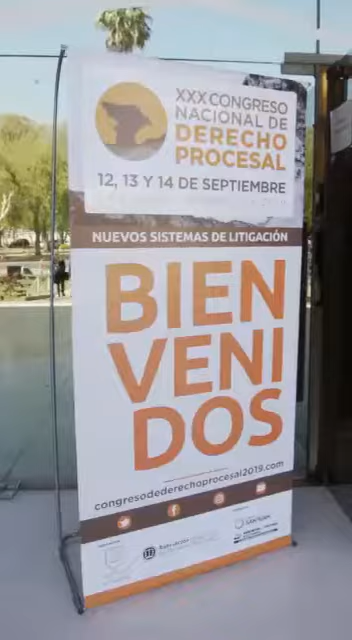 XXX CONGRESO
NACIONAL DE
DERECHO
PROCESAL
12, 13 Y 14 DE SEPTIEMBRE
NUEVOS SISTEMAS DE LITIGACIÓN
BIEN
VENI
DOS
congresodederechoprocesal2019.com